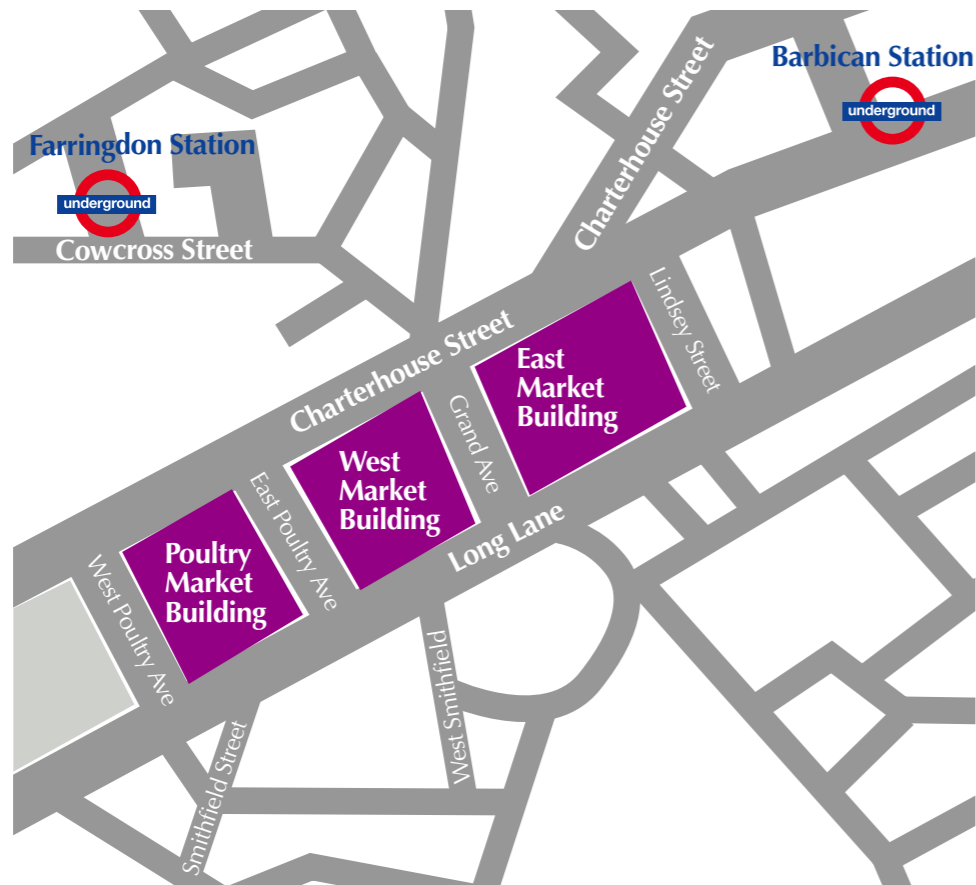 Barbican Station
underground
Charterhouse Street
Farringdon Station
underground
Cowcross Street
Lindsey Street
Charterhouse Street
East
Market
Building
Grand Ave
West
Market
Building
East Poultry Ave
Long Lane
Poultry
Market
Building
West Poultry Ave
West Smithfield
Smithfield Street